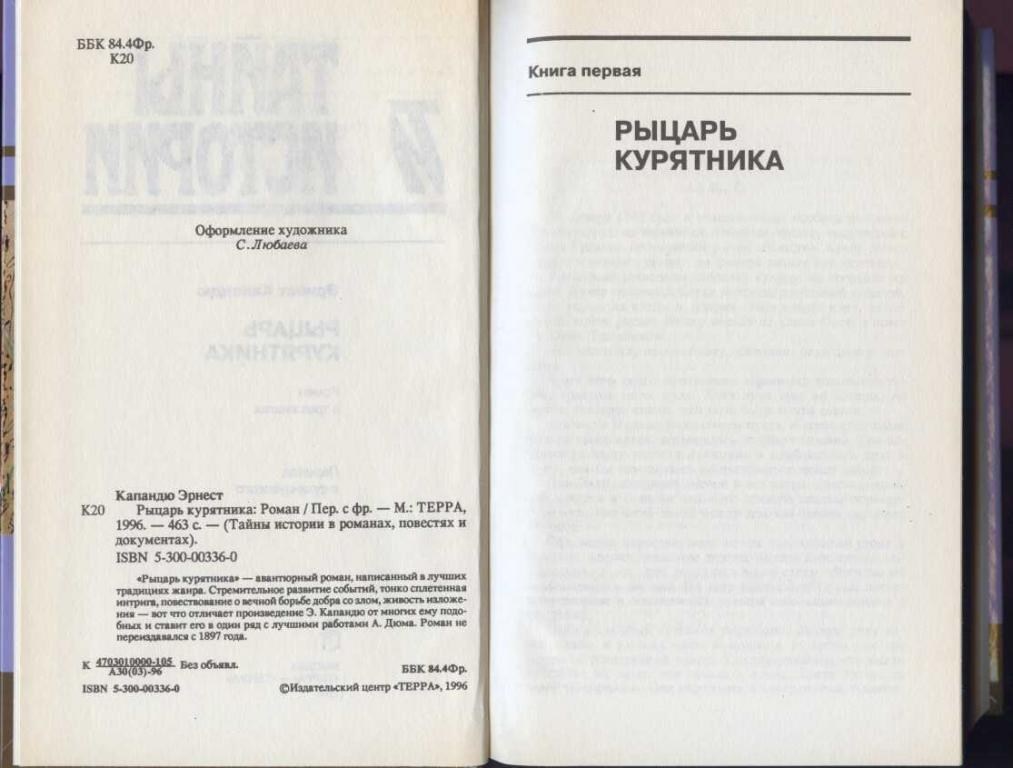 ББК 84.4Фр.
К20
Оформление художника
С.Любаева
Капандю Эрнест
К20 Рыцарь курятника: Роман / Пер. с фр. — М.: ТЕРРА,
1996. — 463 с. — (Тайны истории в романах, повестях и
документах).
ISBN 5-300-00336-0
«Рыцарь курятника» — авантюрный роман, написанный в лучших
традициях жанра. Стремительное развитие событий, тонко сплетенная
интрига, повествование о вечной борьбе добра со злом, живость изложе-
ния — вот что отличает произведение Э. Капандю от многих ему подо-
бных и ставит его в один ряд с лучшими работами А. Дюма. Роман не
переиздавался с 1897 года.
К 4703010000-105 Без объявл.
А30(03)-96
ББК 84.4Фр.
ISBN 5-300-00336-0
©Издательский центр «ТЕРРА», 1996
Книга первая
РЫЦАРЬ
КУРЯТНИКА